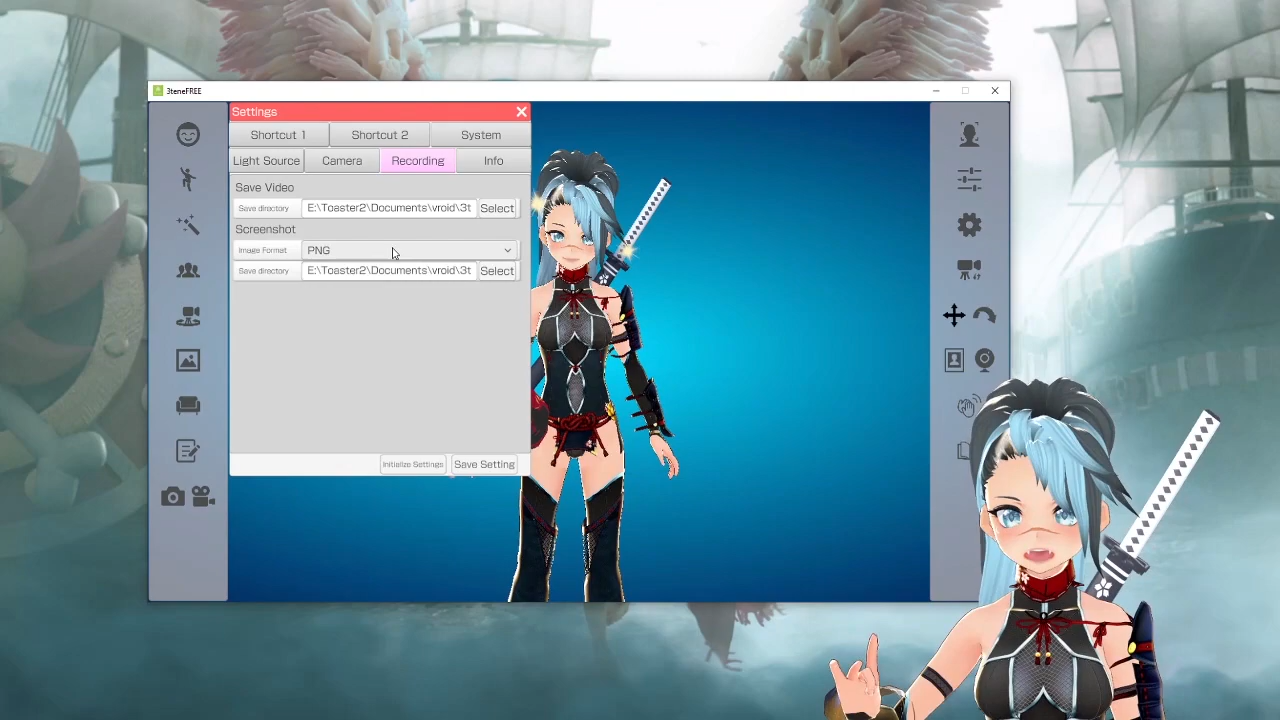 3teneFREE
Settings
Shortcut 1 Shortcut 2 System
Light Source Camera Recording Info
Save Video
Save directory E:\Toaster2\Documents\vroid\3t Select
Screenshot
Image Format PNG
Save directory E:\Toaster2\Documents\vroid\3t Select
Initialize Settings Save Setting